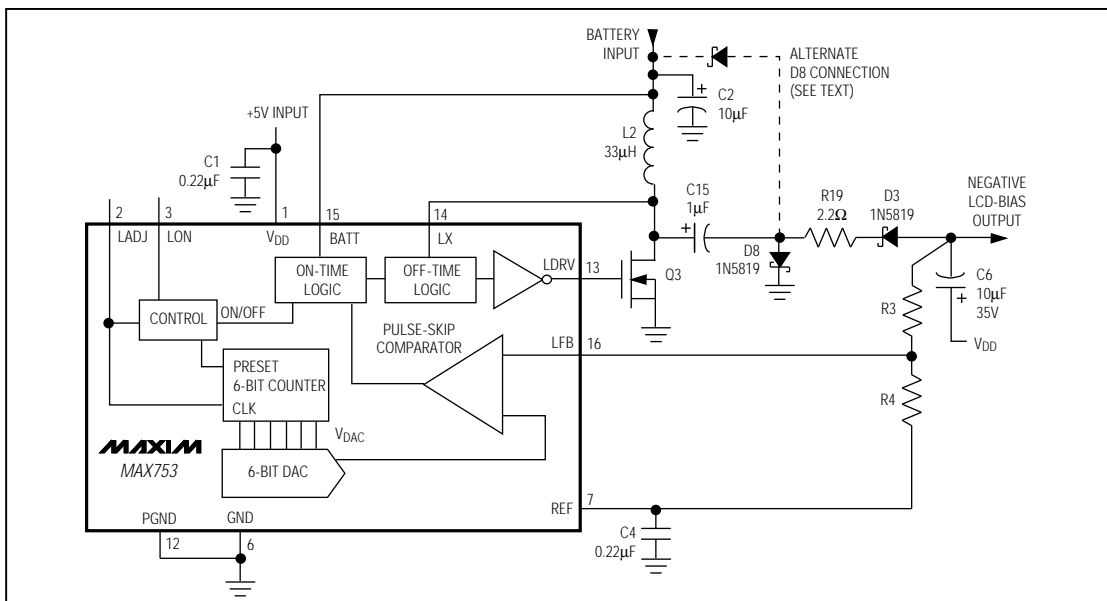 BATTERY
INPUT
ALTERNATE
D8 CONNECTION
(SEE TEXT)
+
C2
10µF
+5V INPUT
L2
33µH
C1
0.22µF
C15
1µF
+
R19
2.2Ω
D3
1N5819
NEGATIVE
LCD-BIAS
OUTPUT
2
3
1
15
14
LADJ
LON
VDD
BATT
LX
D8
1N5819
ON-TIME
LOGIC
OFF-TIME
LOGIC
LDRV
13
Q3
C6
10µF
35V
+
R3
CONTROL
ON/OFF
PULSE-SKIP
COMPARATOR
LFB
16
VDD
PRESET
6-BIT COUNTER
CLK
R4
VDAC
MAXIM
MAX753
6-BIT DAC
REF
7
PGND
GND
12
6
C4
0.22µF